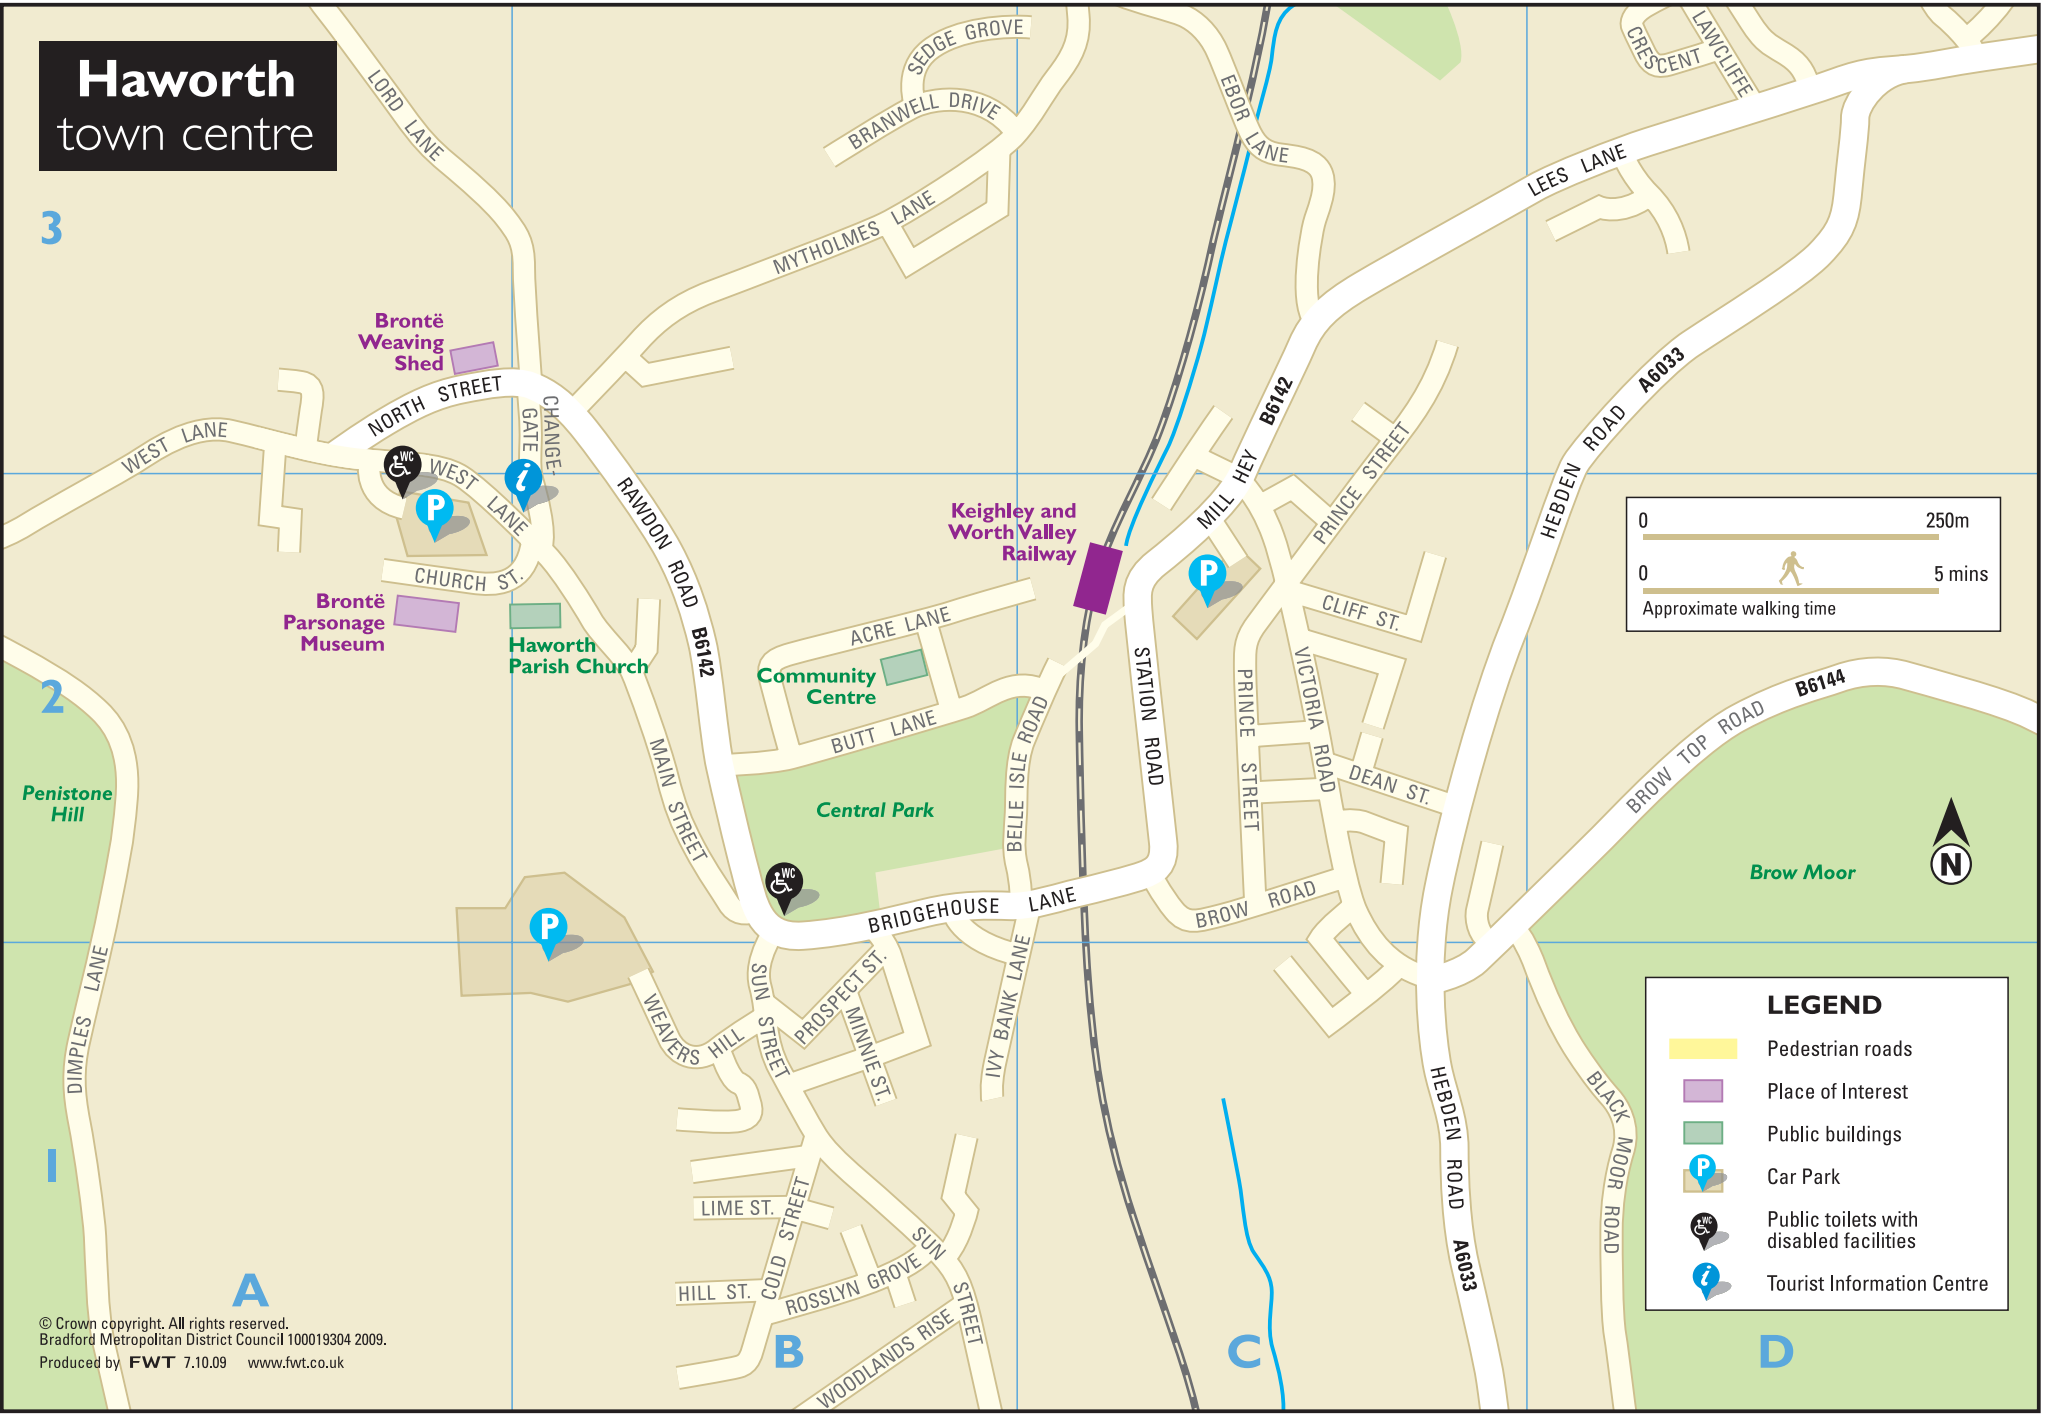 Haworth
town centre
LORD LANE
SEDGE GROVE
BRANWELL DRIVE
MYTHOLMES LANE
EBOR LANE
CRESCENT
LAWCLIFFE
LEES LANE
3
Brontë
Weaving
Shed
NORTH STREET
CHANGE-
GATE
WEST LANE
WC
WEST LANE
P
i
CHURCH ST.
Brontë
Parsonage
Museum
Haworth
Parish Church
RAWDON ROAD B6142
Keighley and
Worth Valley
Railway
MILL HEY B6142
PRINCE STREET
HEBDEN ROAD A6033
0 250m
0 5 mins
Approximate walking time
P
ACRE LANE
Community
Centre
BUTT LANE
CLIFF ST.
STATION ROAD
PRINCE STREET
VICTORIA ROAD
DEAN ST.
BROW TOP ROAD
B6144
2
Penistone
Hill
MAIN STREET
Central Park
BELLE ISLE ROAD
Brow Moor
N
WC
BRIDGEHOUSE LANE
BROW ROAD
P
DIMPLES LANE
WEAVERS HILL
SUN STREET
PROSPECT ST.
MINNIE ST.
IVY BANK LANE
HEBDEN ROAD A6033
BLACK MOOR ROAD
1
LIME ST.
COLD STREET
HILL ST.
ROSSLYN GROVE
SUN STREET
WOODLANDS RISE
A
B
C
D
LEGEND
Pedestrian roads
Place of Interest
Public buildings
P
Car Park
WC
Public toilets with
disabled facilities
i
Tourist Information Centre
© Crown copyright. All rights reserved.
Bradford Metropolitan District Council 100019304 2009.
Produced by FWT 7.10.09 www.fwt.co.uk